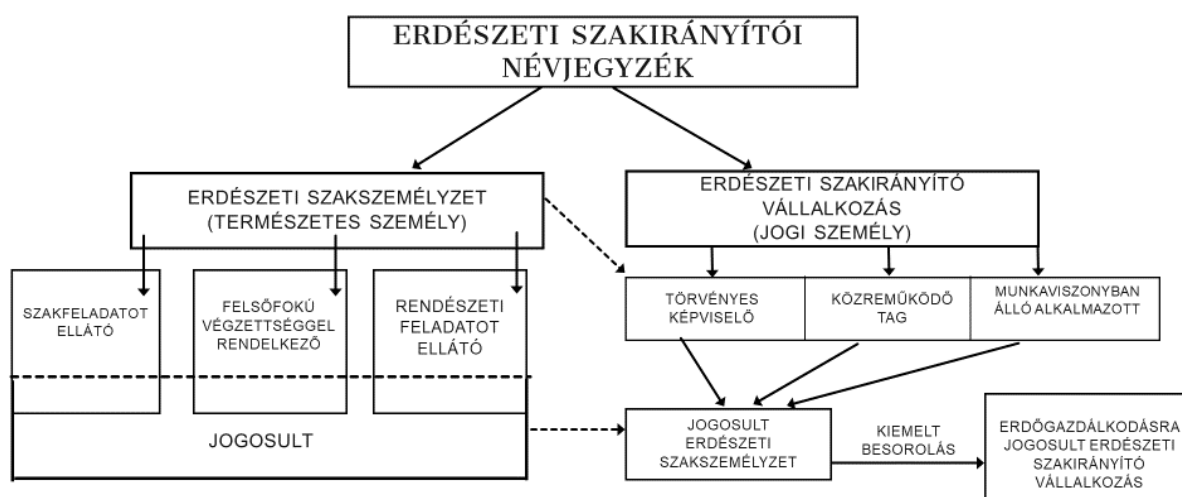 ERDÉSZETI SZAKIRÁNYÍTÓI
NÉVJEGYZÉK
ERDÉSZETI SZAKSZEMÉLYZET
(TERMÉSZETES SZEMÉLY)
ERDÉSZETI SZAKIRÁNYÍTÓ
VÁLLALKOZÁS
(JOGI SZEMÉLY)
SZAKFELADATOT
ELLÁTÓ
FELSŐFOKÚ
VÉGZETTSÉGGEL
RENDELKEZŐ
RENDÉSZETI
FELADATOT
ELLÁTÓ
TÖRVÉNYES
KÉPVISELŐ
KÖZREMŰKÖDŐ
TAG
MUNKAVISZONYBAN
ÁLLÓ ALKALMAZOTT
JOGOSULT
JOGOSULT
ERDÉSZETI
SZAKSZEMÉLYZET
KIEMELT
BESOROLÁS
ERDŐGAZDÁLKODÁSRA
JOGOSULT ERDÉSZETI
SZAKIRÁNYÍTÓ
VÁLLALKOZÁS